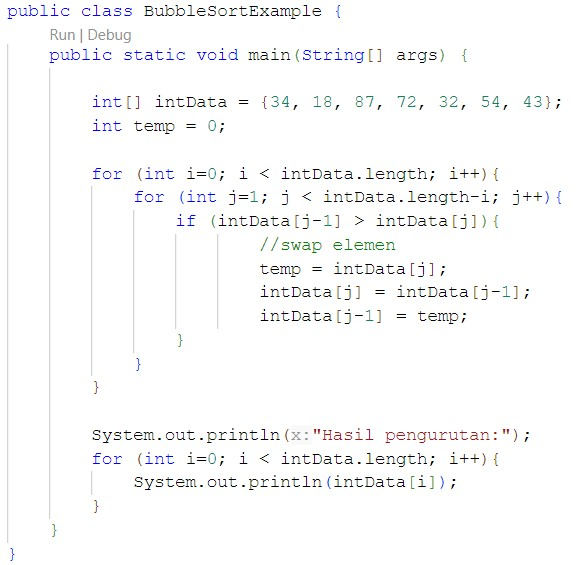 public class BubbleSortExample {
Run | Debug
public static void main(String[] args) {
int[] intData = {34, 18, 87, 72, 32, 54, 43};
int temp = 0;
for (int i=0; i < intData.length; i++){
for (int j=1; j < intData.length-i; j++){
if (intData[j-1] > intData[j]){
//swap elemen
temp = intData[j];
intData[j] = intData[j-1];
intData[j-1] = temp;
}
}
}
System.out.println(x:"Hasil pengurutan:");
for (int i=0; i < intData.length; i++){
System.out.println(intData[i]);
}
}
}